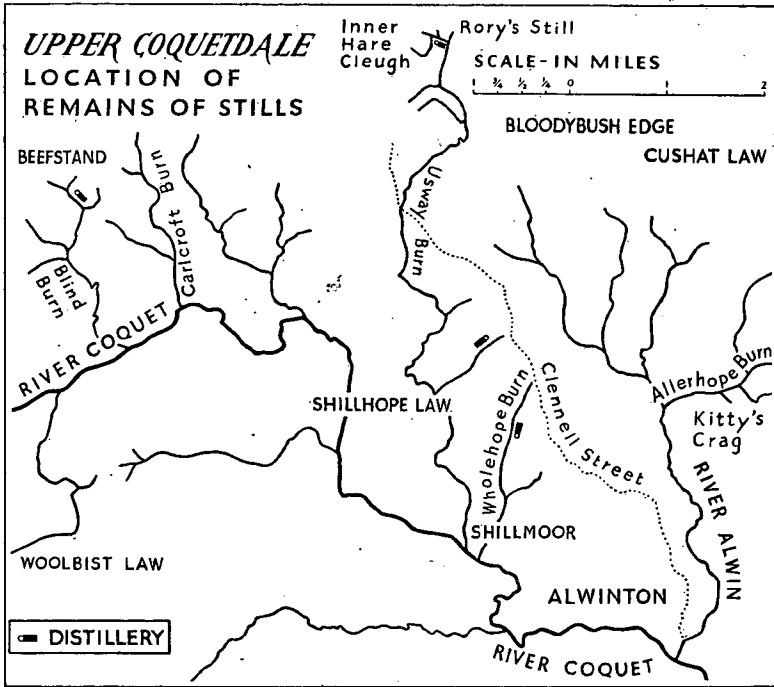 UPPER COQUETDALE
LOCATION OF
REMAINS OF STILLS
Inner
Hare
Cleugh
Rory's Still
SCALE-IN MILES
1 ¾ ½ ¼ 0 1 2
BLOODYBUSH EDGE
CUSHAT LAW
BEEFSTAND
Carlcroft Burn
Usway Burn
Blind
Burn
RIVER COQUET
SHILLHOPE LAW
Wholehope Burn
Clennell Street
Allerhope Burn
Kitty's
Crag
RIVER ALWIN
SHILLMOOR
WOOLBIST LAW
ALWINTON
DISTILLERY
RIVER COQUET